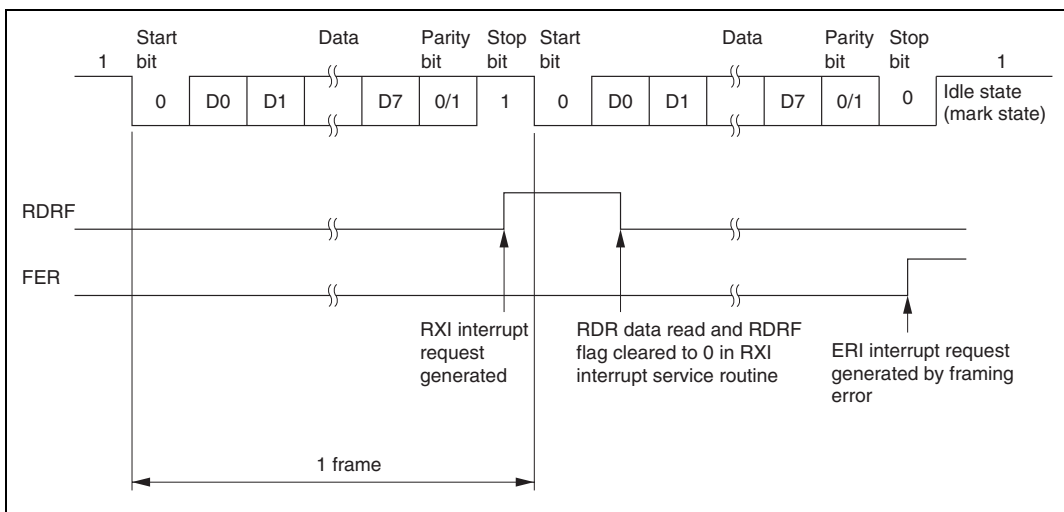 Start bit Data Parity bit Stop bit Start bit Data Parity bit Stop bit
1 1
0 D0 D1 D7 0/1 1 0 D0 D1 D7 0/1 0 Idle state (mark state)
RDRF
FER
RXI interrupt
request
generated
RDR data read and RDRF
flag cleared to 0 in RXI
interrupt service routine
ERI interrupt request
generated by framing
error
1 frame